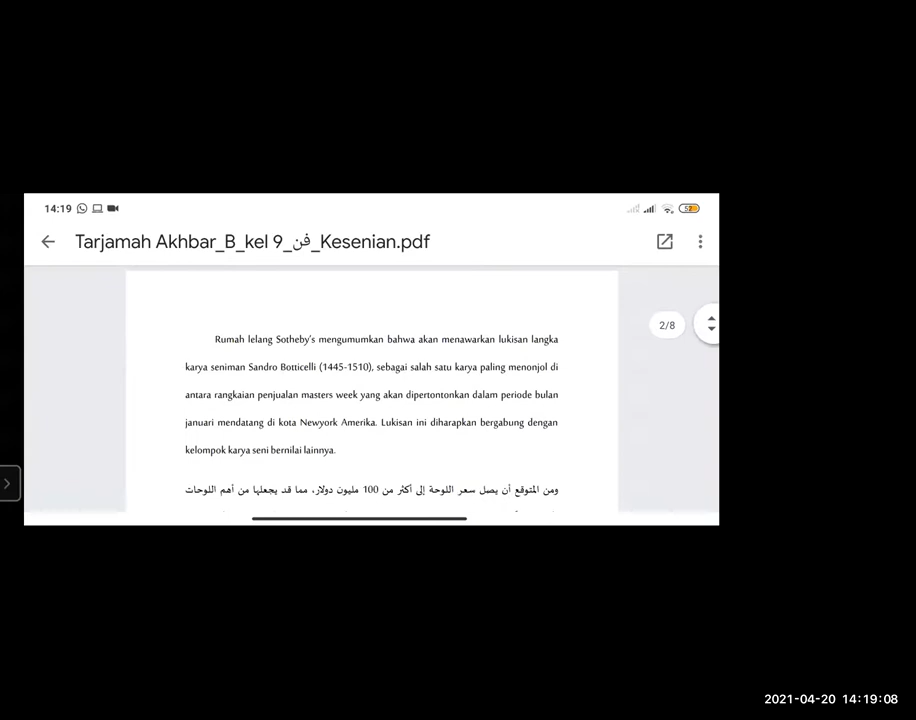 14:19
52
Tarjamah Akhbar_B_kel 9_فن_Kesenian.pdf
2/8
Rumah lelang Sotheby's mengumumkan bahwa akan menawarkan lukisan langka
karya seniman Sandro Botticelli (1445-1510), sebagai salah satu karya paling menonjol di
antara rangkaian penjualan masters week yang akan dipertontonkan dalam periode bulan
januari mendatang di kota Newyork Amerika. Lukisan ini diharapkan bergabung dengan
kelompok karya seni bernilai lainnya.
ومن المتوقع أن يصل سعر اللوحة إلى أكثر من 100 مليون دولار، مما قد يجعلها من أهم اللوحات
2021-04-20 14:19:08